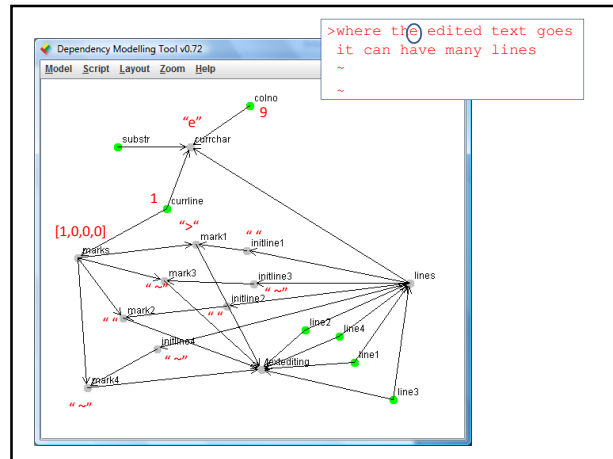 >where the edited text goes
it can have many lines
~
~
Dependency Modelling Tool v0.72
Model Script Layout Zoom Help
colno
9
"e"
substr
currchar
1
currline
">"
[1,0,0,0]
mark1
" "
initline1
marks
mark3
initline3
lines
" ~"
" ~"
initline2
mark2
" "
" "
line2
line4
initline4
" ~"
line1
textediting
mark4
line3
" ~"